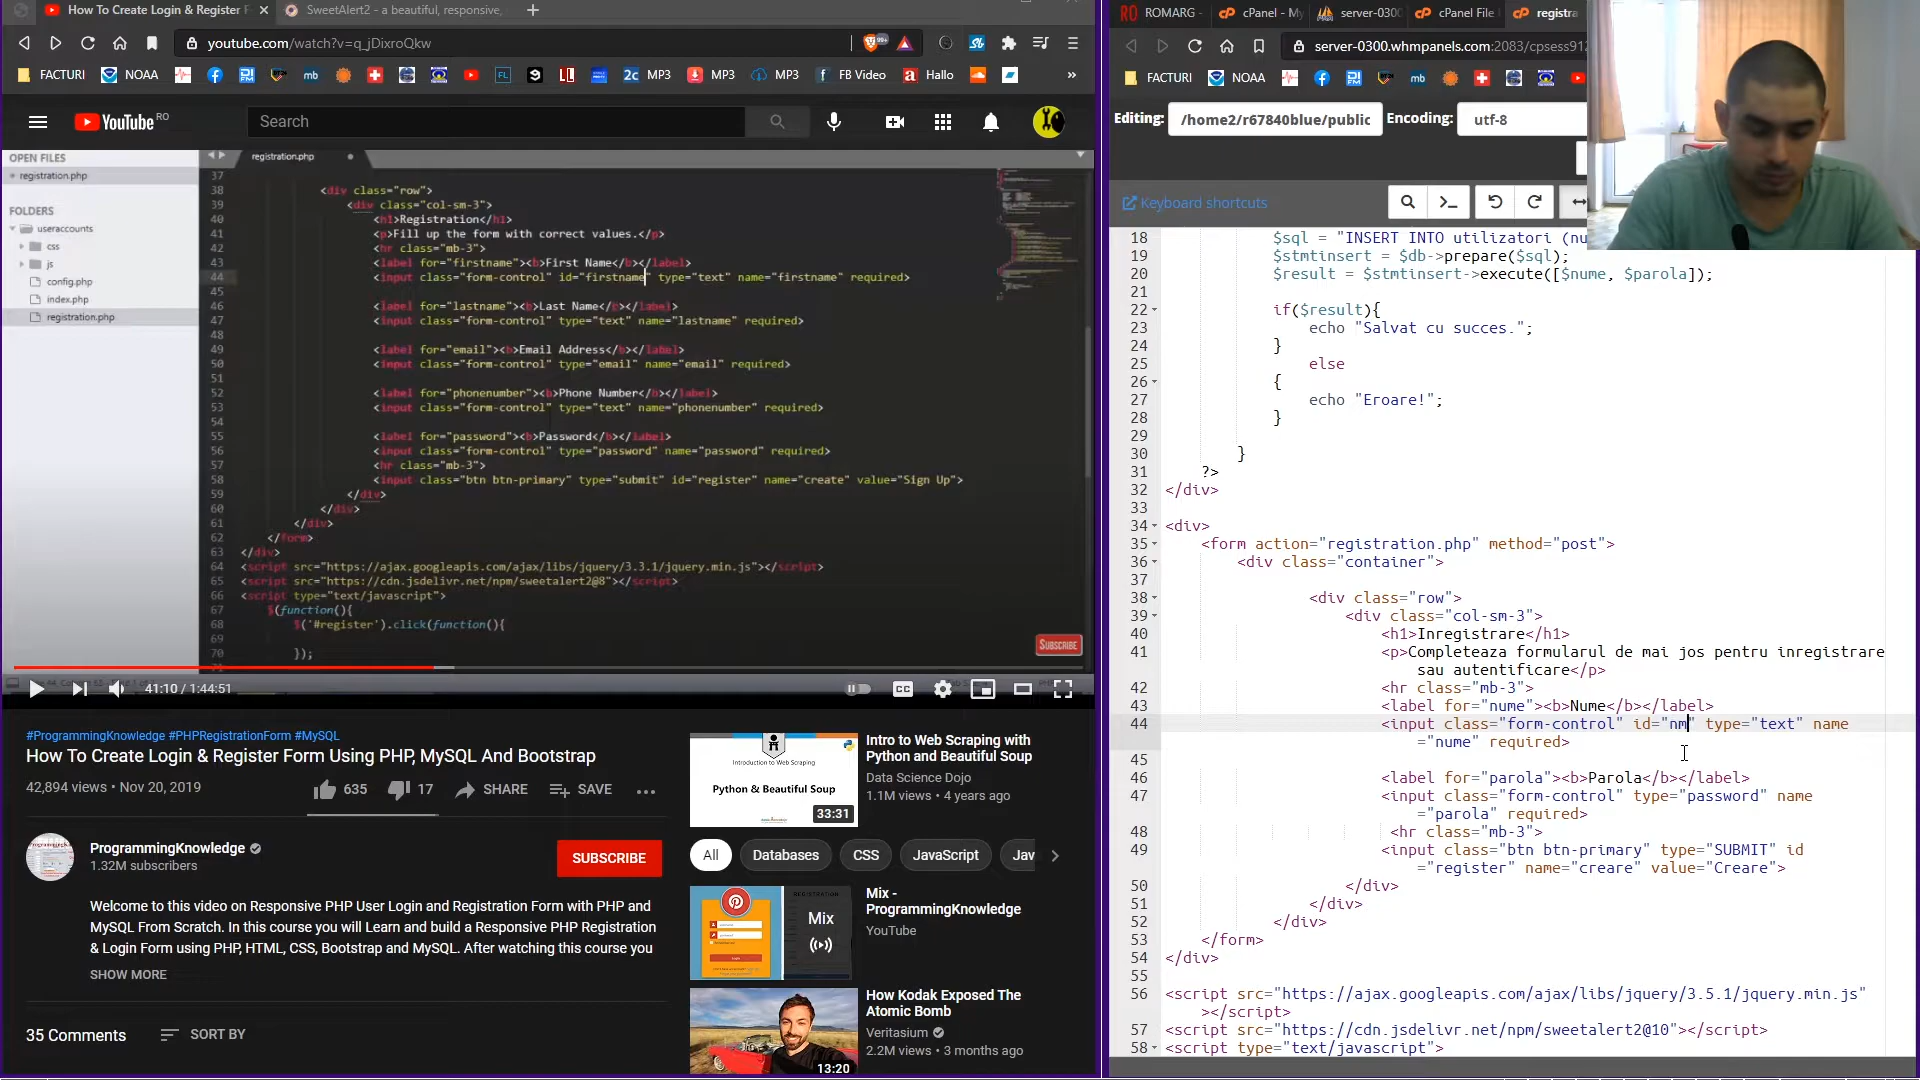 How To Create Login & Register F
SweetAlert2 - a beautiful, responsive,
youtube.com/watch?v=q_jDixroQkw
FACTURI NOAA mb 2c MP3 MP3 MP3 FB Video Hallo »
YouTube RO
Search
OPEN FILES
registration.php
FOLDERS
useraccounts
css
js
config.php
index.php
registration.php
registration.php
37
38 <div class="row">
39 <div class="col-sm-3">
40 <h1>Registration</h1>
41 <p>Fill up the form with correct values.</p>
42 <hr class="mb-3">
43 <label for="firstname"><b>First Name</b></label>
44 <input class="form-control" id="firstname" type="text" name="firstname" required>
45
46 <label for="lastname"><b>Last Name</b></label>
47 <input class="form-control" type="text" name="lastname" required>
48
49 <label for="email"><b>Email Address</b></label>
50 <input class="form-control" type="email" name="email" required>
51
52 <label for="phonenumber"><b>Phone Number</b></label>
53 <input class="form-control" type="text" name="phonenumber" required>
54
55 <label for="password"><b>Password</b></label>
56 <input class="form-control" type="password" name="password" required>
57 <hr class="mb-3">
58 <input class="btn btn-primary" type="submit" id="register" name="create" value="Sign Up">
59 </div>
60 </div>
61 </div>
62 </form>
63 </div>
64 <script src="https://ajax.googleapis.com/ajax/libs/jquery/3.3.1/jquery.min.js"></script>
65 <script src="https://cdn.jsdelivr.net/npm/sweetalert2@8"></script>
66 <script type="text/javascript">
67 $(function(){
68 $('#register').click(function(){
69
70 });
SUBSCRIBE
41:10 / 1:44:51
CC
#ProgrammingKnowledge #PHPRegistrationForm #MySQL
How To Create Login & Register Form Using PHP, MySQL And Bootstrap
42,894 views • Nov 20, 2019
635 17 SHARE SAVE ...
ProgrammingKnowledge
1.32M subscribers
SUBSCRIBE
Welcome to this video on Responsive PHP User Login and Registration Form with PHP and
MySQL From Scratch. In this course you will Learn and build a Responsive PHP Registration
& Login Form using PHP, HTML, CSS, Bootstrap and MySQL. After watching this course you
SHOW MORE
35 Comments SORT BY
Introduction to Web Scraping
Python & Beautiful Soup
33:31
Intro to Web Scraping with
Python and Beautiful Soup
Data Science Dojo
1.1M views • 4 years ago
All Databases CSS JavaScript Jav
Mix
Mix -
ProgrammingKnowledge
YouTube
13:20
How Kodak Exposed The
Atomic Bomb
Veritasium
2.2M views • 3 months ago
RO ROMARG - cP cPanel - My server-0300 cP cPanel File cP registra
server-0300.whmpanels.com:2083/cpsess912
FACTURI NOAA mb
Editing: /home2/r67840blue/public Encoding: utf-8
Keyboard shortcuts
18 $sql = "INSERT INTO utilizatori (nu
19 $stmtinsert = $db->prepare($sql);
20 $result = $stmtinsert->execute([$nume, $parola]);
21
22 if($result){
23 echo "Salvat cu succes.";
24 }
25 else
26 {
27 echo "Eroare!";
28 }
29
30 }
31 ?>
32 </div>
33
34 <div>
35 <form action="registration.php" method="post">
36 <div class="container">
37
38 <div class="row">
39 <div class="col-sm-3">
40 <h1>Inregistrare</h1>
41 <p>Completeaza formularul de mai jos pentru inregistrare
sau autentificare</p>
42 <hr class="mb-3">
43 <label for="nume"><b>Nume</b></label>
44 <input class="form-control" id="nm" type="text" name
="nume" required>
45
46 <label for="parola"><b>Parola</b></label>
47 <input class="form-control" type="password" name
="parola" required>
48 <hr class="mb-3">
49 <input class="btn btn-primary" type="SUBMIT" id
="register" name="creare" value="Creare">
50 </div>
51 </div>
52 </div>
53 </form>
54 </div>
55
56 <script src="https://ajax.googleapis.com/ajax/libs/jquery/3.5.1/jquery.min.js"
></script>
57 <script src="https://cdn.jsdelivr.net/npm/sweetalert2@10"></script>
58 <script type="text/javascript">